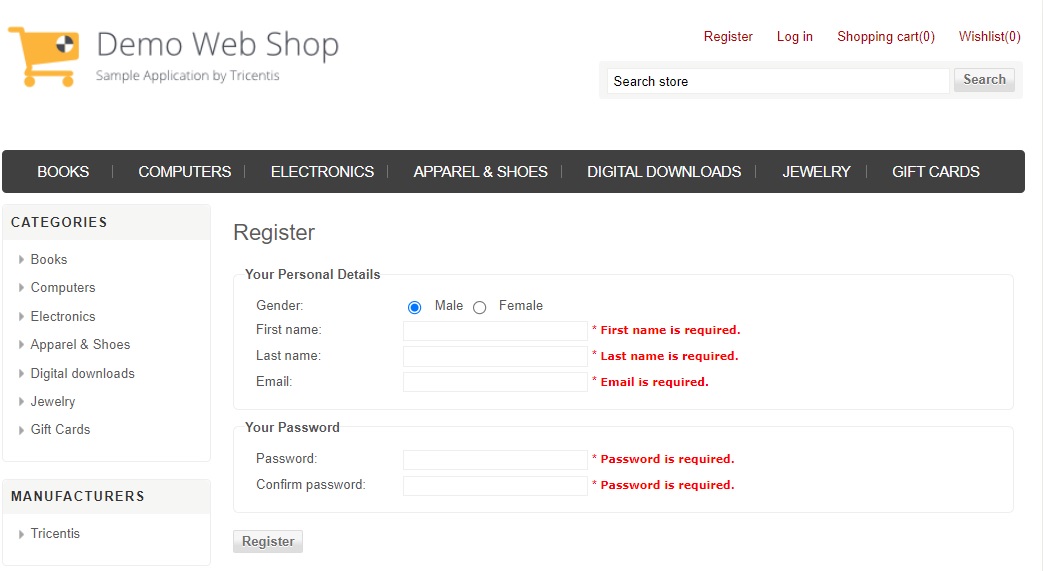 Demo Web Shop
Sample Application by Tricentis
Register Log in Shopping cart(0) Wishlist(0)
Search store Search
BOOKS COMPUTERS ELECTRONICS APPAREL & SHOES DIGITAL DOWNLOADS JEWELRY GIFT CARDS
CATEGORIES
Books
Computers
Electronics
Apparel & Shoes
Digital downloads
Jewelry
Gift Cards
MANUFACTURERS
Tricentis
Register
Your Personal Details
Gender: Male Female
First name: * First name is required.
Last name: * Last name is required.
Email: * Email is required.
Your Password
Password: * Password is required.
Confirm password: * Password is required.
Register